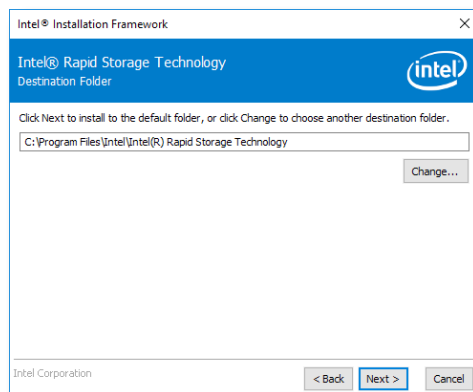 Intel® Installation Framework
Intel® Rapid Storage Technology
Destination Folder
intel
Click Next to install to the default folder, or click Change to choose another destination folder.
C:\Program Files\Intel\Intel(R) Rapid Storage Technology
Change...
Intel Corporation
< Back Next > Cancel